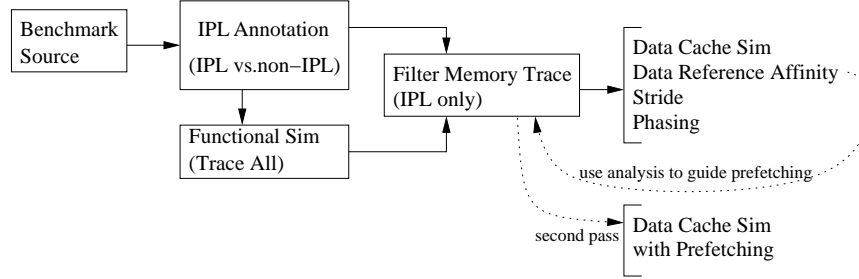 Benchmark
Source
IPL Annotation
(IPL vs.non−IPL)
Functional Sim
(Trace All)
Filter Memory Trace
(IPL only)
Data Cache Sim
Data Reference Affinity
Stride
Phasing
use analysis to guide prefetching
second pass
Data Cache Sim
with Prefetching